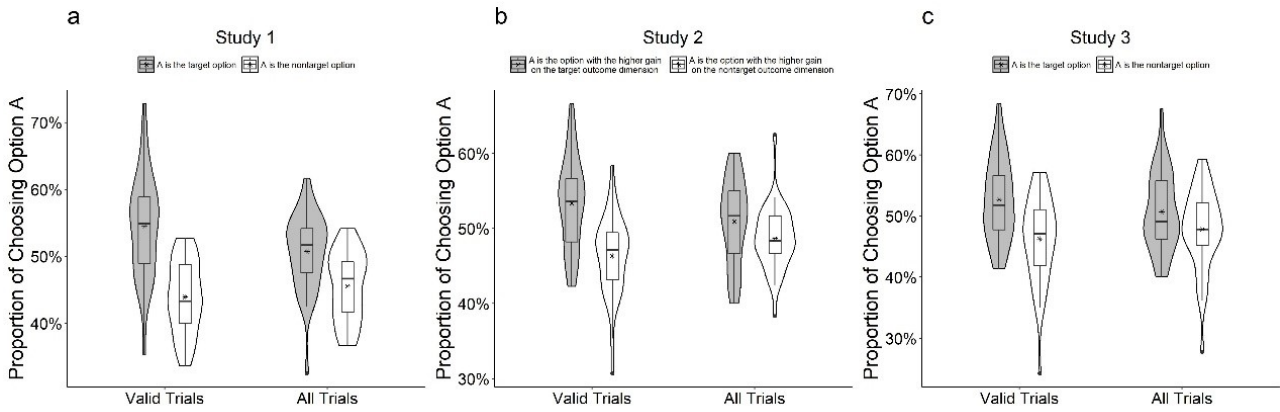 a
Study 1
A is the target option A is the nontarget option
Proportion of Choosing Option A
70%
60%
50%
40%
Valid Trials All Trials
b
Study 2
A is the option with the higher gain
on the target outcome dimension
A is the option with the higher gain
on the nontarget outcome dimension
Proportion of Choosing Option A
60%
50%
40%
30%
Valid Trials All Trials
c
Study 3
A is the target option A is the nontarget option
Proportion of Choosing Option A
70%
60%
50%
40%
30%
Valid Trials All Trials